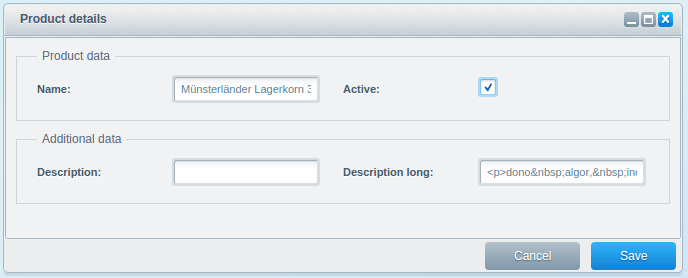 Product details
Product data
Name: Münsterländer Lagerkorn 3 Active:
Additional data
Description: Description long: <p>dono&nbsp;algor,&nbsp;in
Cancel Save